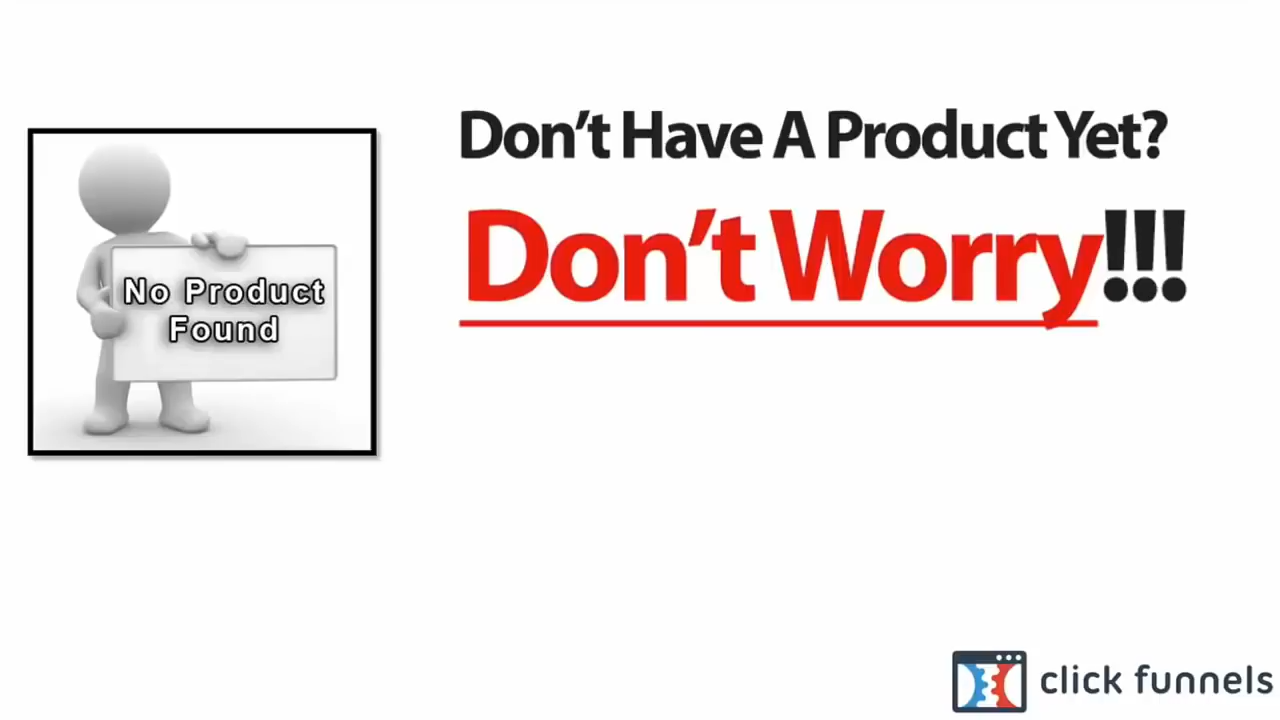 Don't Have A Product Yet?
Don't Worry!!!
No Product
Found
click funnels